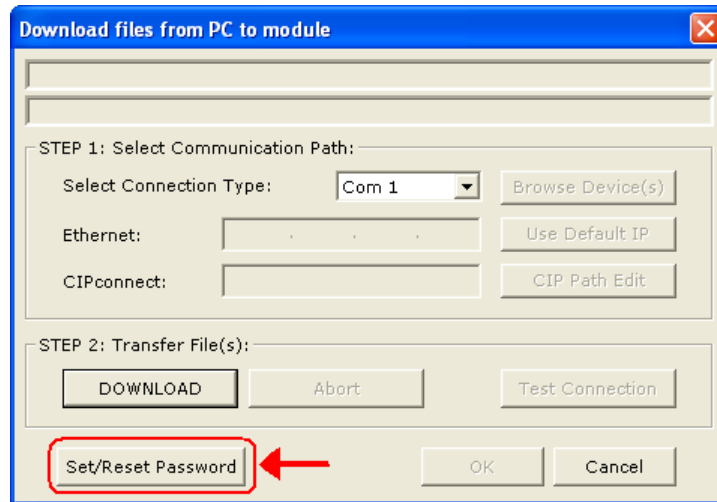 Download files from PC to module
STEP 1: Select Communication Path:
Select Connection Type: Com 1 Browse Device(s)
Ethernet: . . . Use Default IP
CIPconnect: CIP Path Edit
STEP 2: Transfer File(s):
DOWNLOAD Abort Test Connection
Set/Reset Password OK Cancel